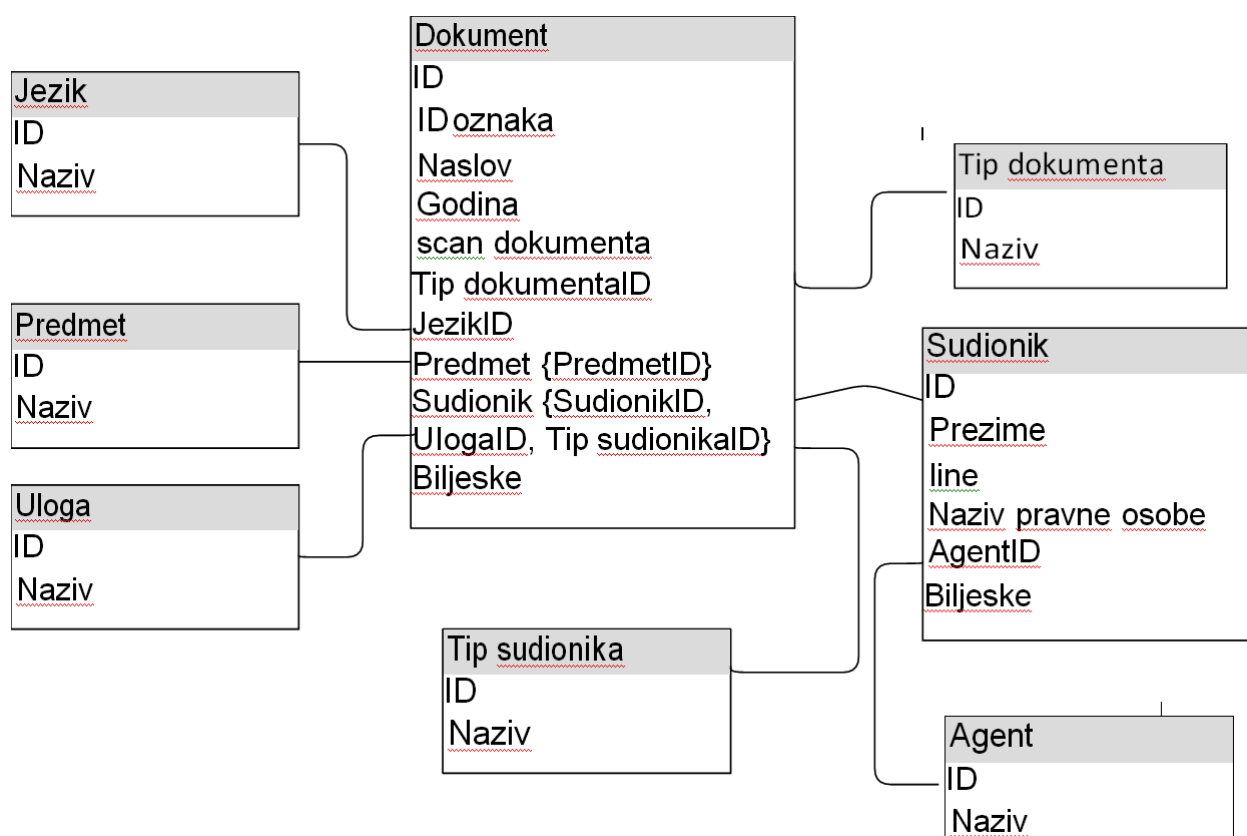 Dokument
ID
ID oznaka
Naslov
Godina
scan dokumenta
Tip dokumentaID
JezikID
Predmet {PredmetID}
Sudionik {SudionikID,
UlogaID, Tip sudionikaID}
Biljeske
Jezik
ID
Naziv
Predmet
ID
Naziv
Uloga
ID
Naziv
Tip dokumenta
ID
Naziv
Sudionik
ID
Prezime
Iine
Naziv pravne osobe
AgentID
Biljeske
Tip sudionika
ID
Naziv
Agent
ID
Naziv